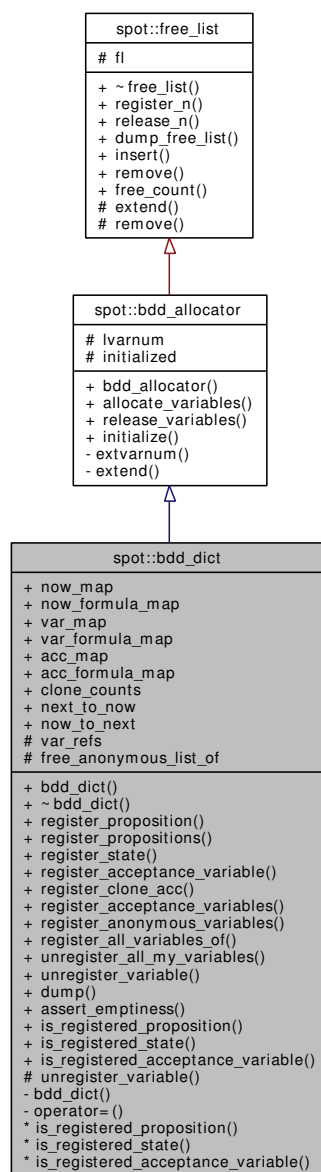 spot::free_list
# fl
+ ~free_list()
+ register_n()
+ release_n()
+ dump_free_list()
+ insert()
+ remove()
+ free_count()
# extend()
# remove()
spot::bdd_allocator
# lvarnum
# initialized
+ bdd_allocator()
+ allocate_variables()
+ release_variables()
+ initialize()
- extvarnum()
- extend()
spot::bdd_dict
+ now_map
+ now_formula_map
+ var_map
+ var_formula_map
+ acc_map
+ acc_formula_map
+ clone_counts
+ next_to_now
+ now_to_next
# var_refs
# free_anonymous_list_of
+ bdd_dict()
+ ~bdd_dict()
+ register_proposition()
+ register_propositions()
+ register_state()
+ register_acceptance_variable()
+ register_clone_acc()
+ register_acceptance_variables()
+ register_anonymous_variables()
+ register_all_variables_of()
+ unregister_all_my_variables()
+ unregister_variable()
+ dump()
+ assert_emptiness()
+ is_registered_proposition()
+ is_registered_state()
+ is_registered_acceptance_variable()
# unregister_variable()
- bdd_dict()
- operator=()
* is_registered_proposition()
* is_registered_state()
* is_registered_acceptance_variable()